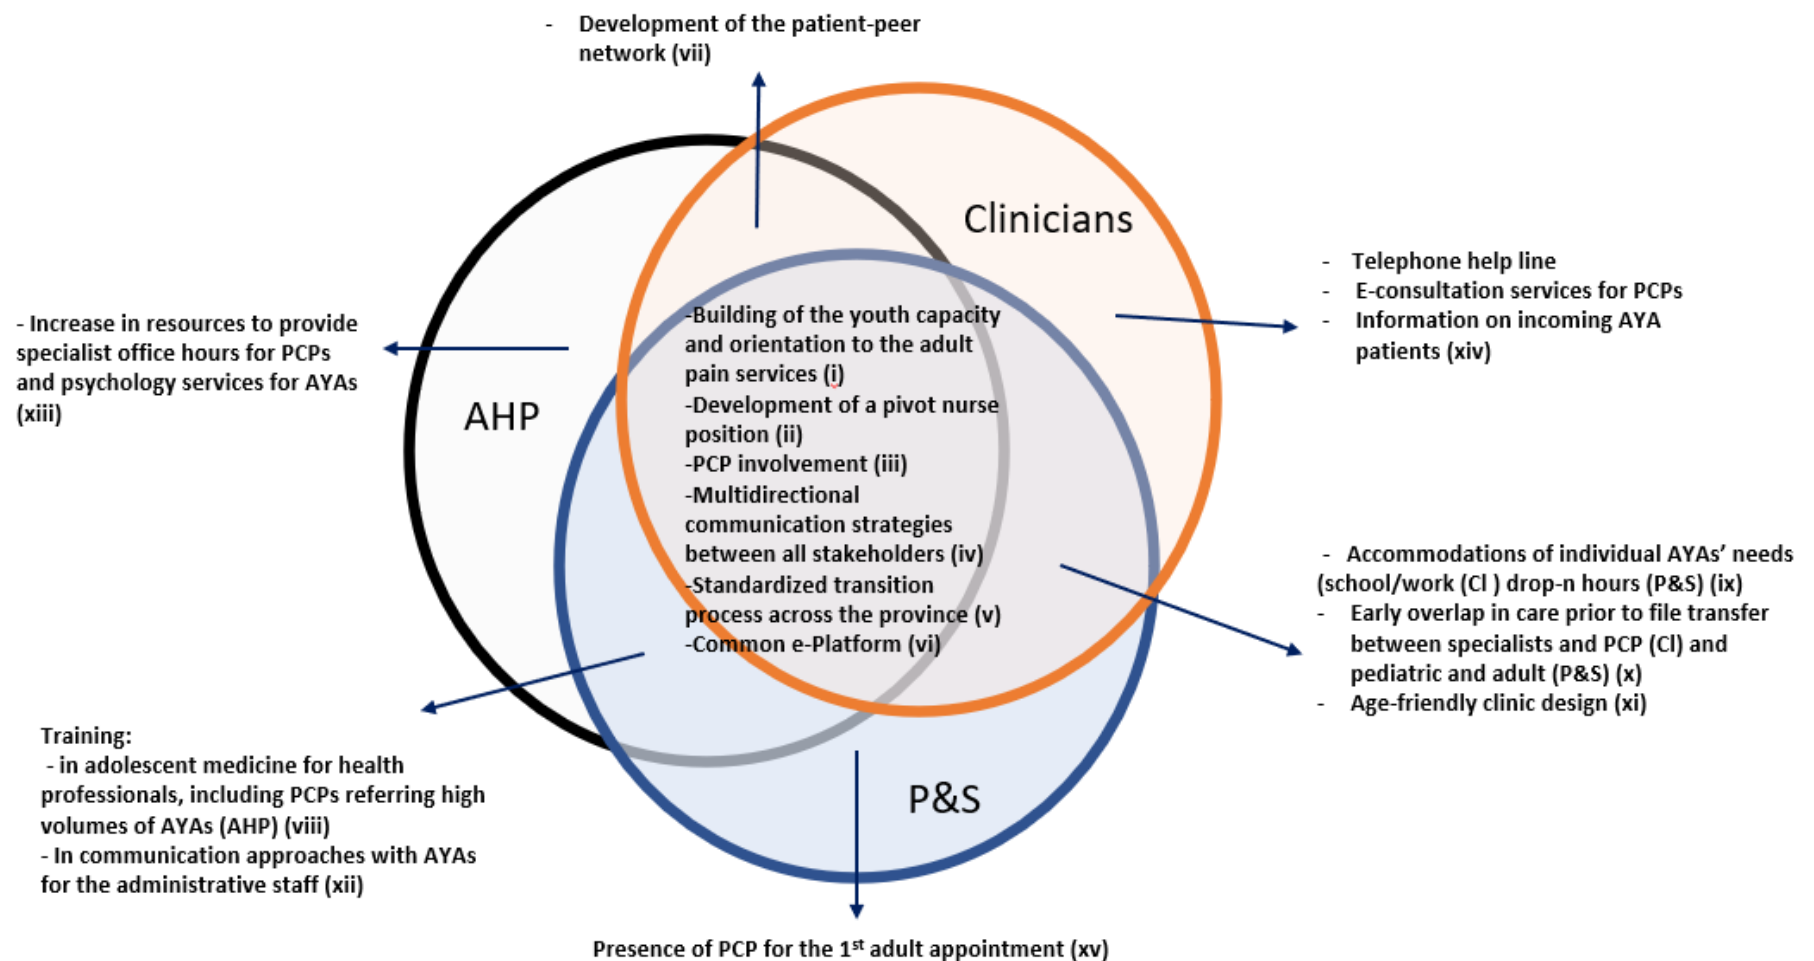 - Development of the patient-peer
network (vii)
Clinicians
- Telephone help line
- E-consultation services for PCPs
- Information on incoming AYA
patients (xiv)
- Increase in resources to provide
specialist office hours for PCPs
and psychology services for AYAs
(xiii)
AHP
-Building of the youth capacity
and orientation to the adult
pain services (i)
-Development of a pivot nurse
position (ii)
-PCP involvement (iii)
-Multidirectional
communication strategies
between all stakeholders (iv)
-Standardized transition
process across the province (v)
-Common e-Platform (vi)
- Accommodations of individual AYAs’ needs
(school/work (Cl ) drop-n hours (P&S) (ix)
- Early overlap in care prior to file transfer
between specialists and PCP (Cl) and
pediatric and adult (P&S) (x)
- Age-friendly clinic design (xi)
Training:
- in adolescent medicine for health
professionals, including PCPs referring high
volumes of AYAs (AHP) (viii)
- In communication approaches with AYAs
for the administrative staff (xii)
P&S
Presence of PCP for the 1st adult appointment (xv)